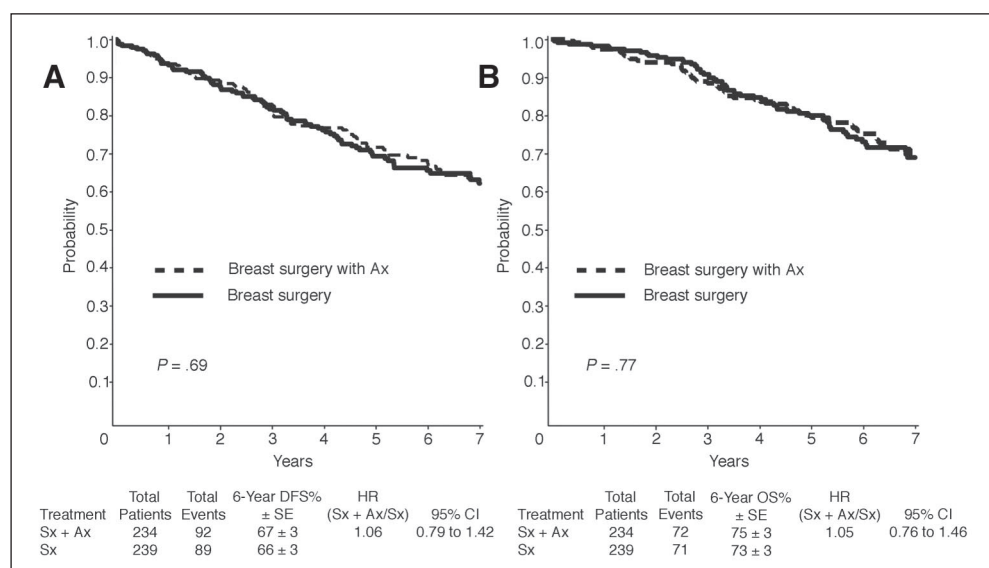 A
1.0
0.9
0.8
0.7
0.6
0.5
0.4
0.3
0.2
0.1
Probability
Breast surgery with Ax
Breast surgery
P = .69
0 1 2 3 4 5 6 7
Years
Total Total 6-Year DFS% HR
Treatment Patients Events ± SE (Sx + Ax/Sx) 95% CI
Sx + Ax 234 92 67 ± 3 1.06 0.79 to 1.42
Sx 239 89 66 ± 3
B
1.0
0.9
0.8
0.7
0.6
0.5
0.4
0.3
0.2
0.1
Probability
Breast surgery with Ax
Breast surgery
P = .77
0 1 2 3 4 5 6 7
Years
Total Total 6-Year OS% HR
Treatment Patients Events ± SE (Sx + Ax/Sx) 95% CI
Sx + Ax 234 72 75 ± 3 1.05 0.76 to 1.46
Sx 239 71 73 ± 3